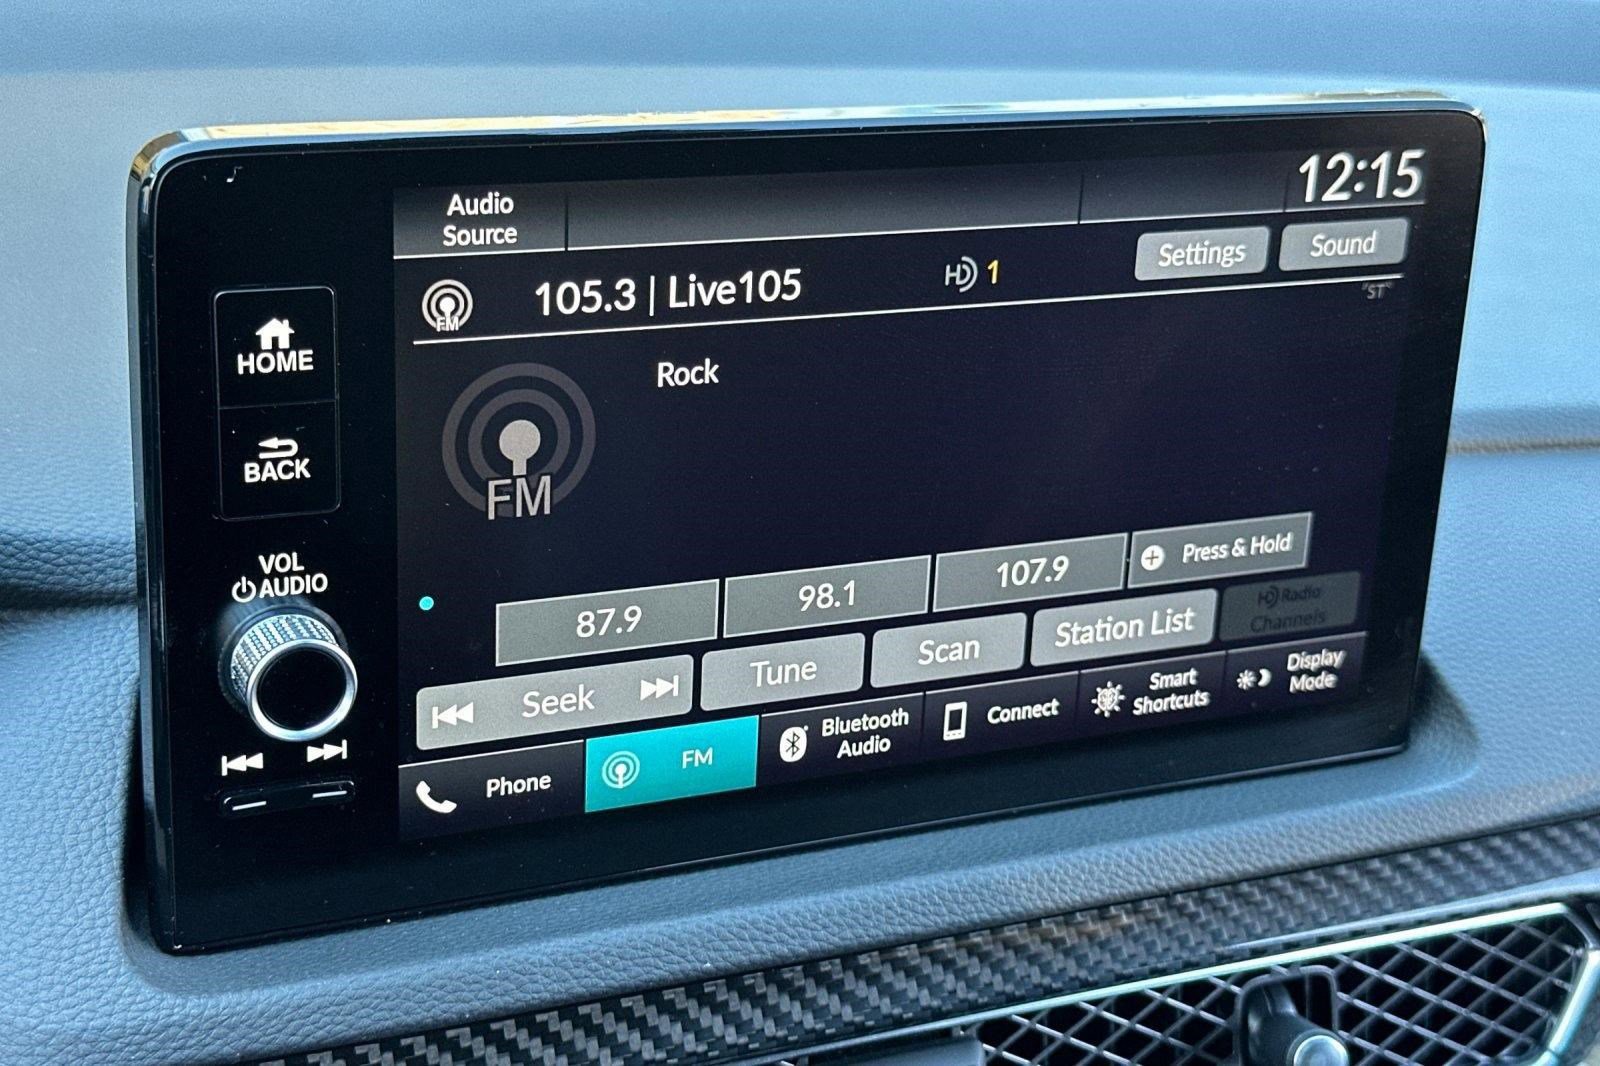 12:15
Audio
Source
Settings
Sound
FM
105.3 | Live105
HD 1
"ST"
HOME
BACK
Rock
FM
VOL
AUDIO
87.9
98.1
107.9
+ Press & Hold
Seek
Tune
Scan
Station List
HD Radio
Channels
Phone
FM
Bluetooth
Audio
Connect
Smart
Shortcuts
Display
Mode